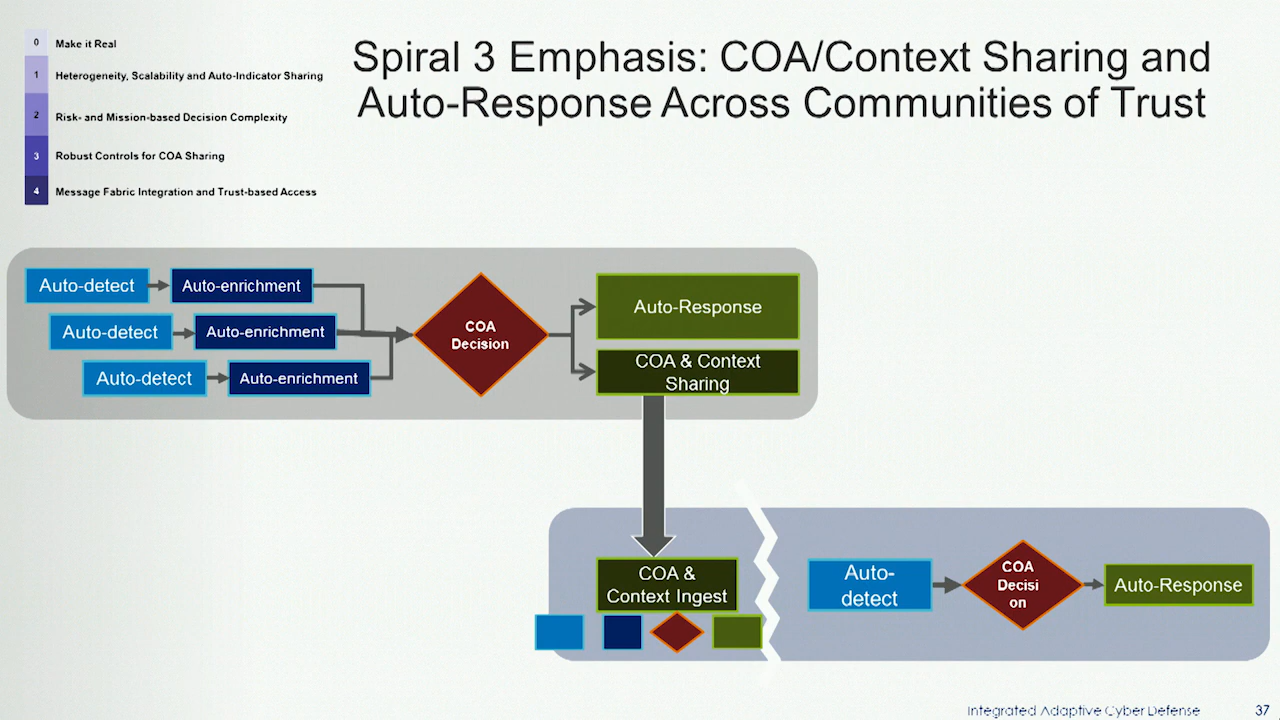 0 Make it Real
1 Heterogeneity, Scalability and Auto-Indicator Sharing
2 Risk- and Mission-based Decision Complexity
3 Robust Controls for COA Sharing
4 Message Fabric Integration and Trust-based Access
Spiral 3 Emphasis: COA/Context Sharing and
Auto-Response Across Communities of Trust
Auto-detect
Auto-enrichment
Auto-detect
Auto-enrichment
Auto-detect
Auto-enrichment
COA
Decision
Auto-Response
COA & Context
Sharing
COA &
Context Ingest
Auto-
detect
COA
Decisi
on
Auto-Response
Integrated Adaptive Cyber Defense
37